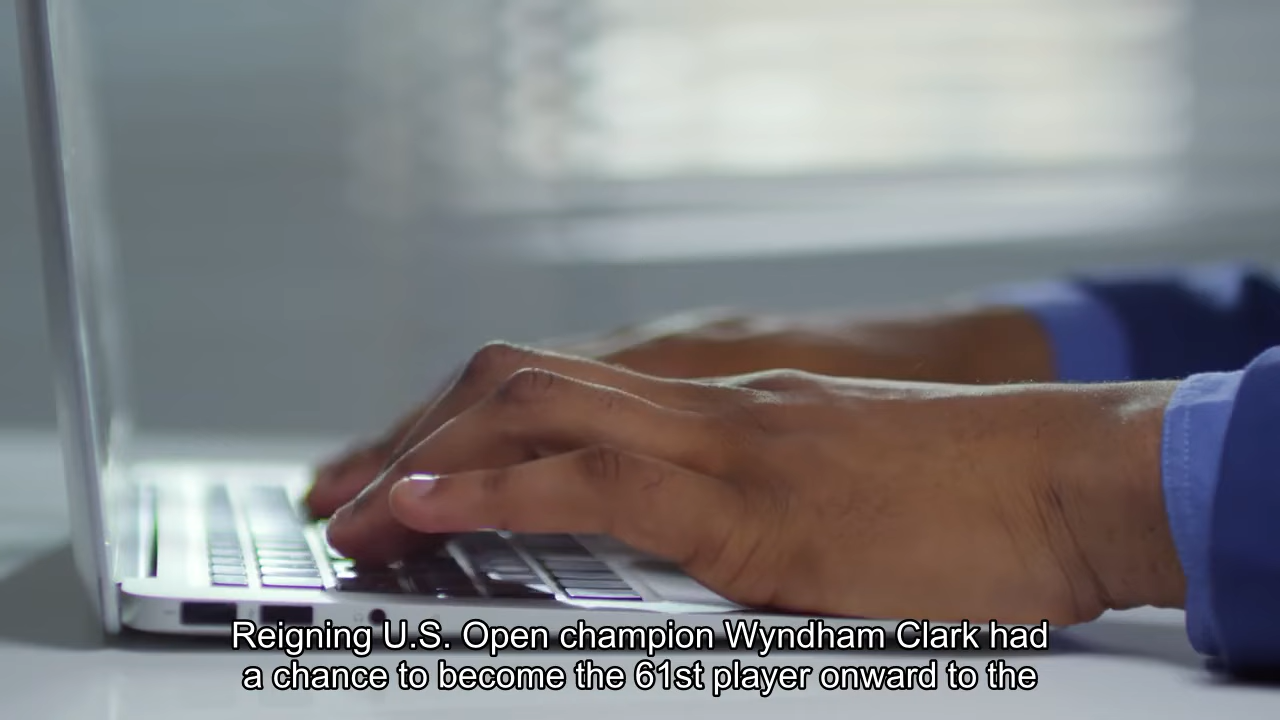 Reigning U.S. Open champion Wyndham Clark had
a chance to become the 61st player onward to the